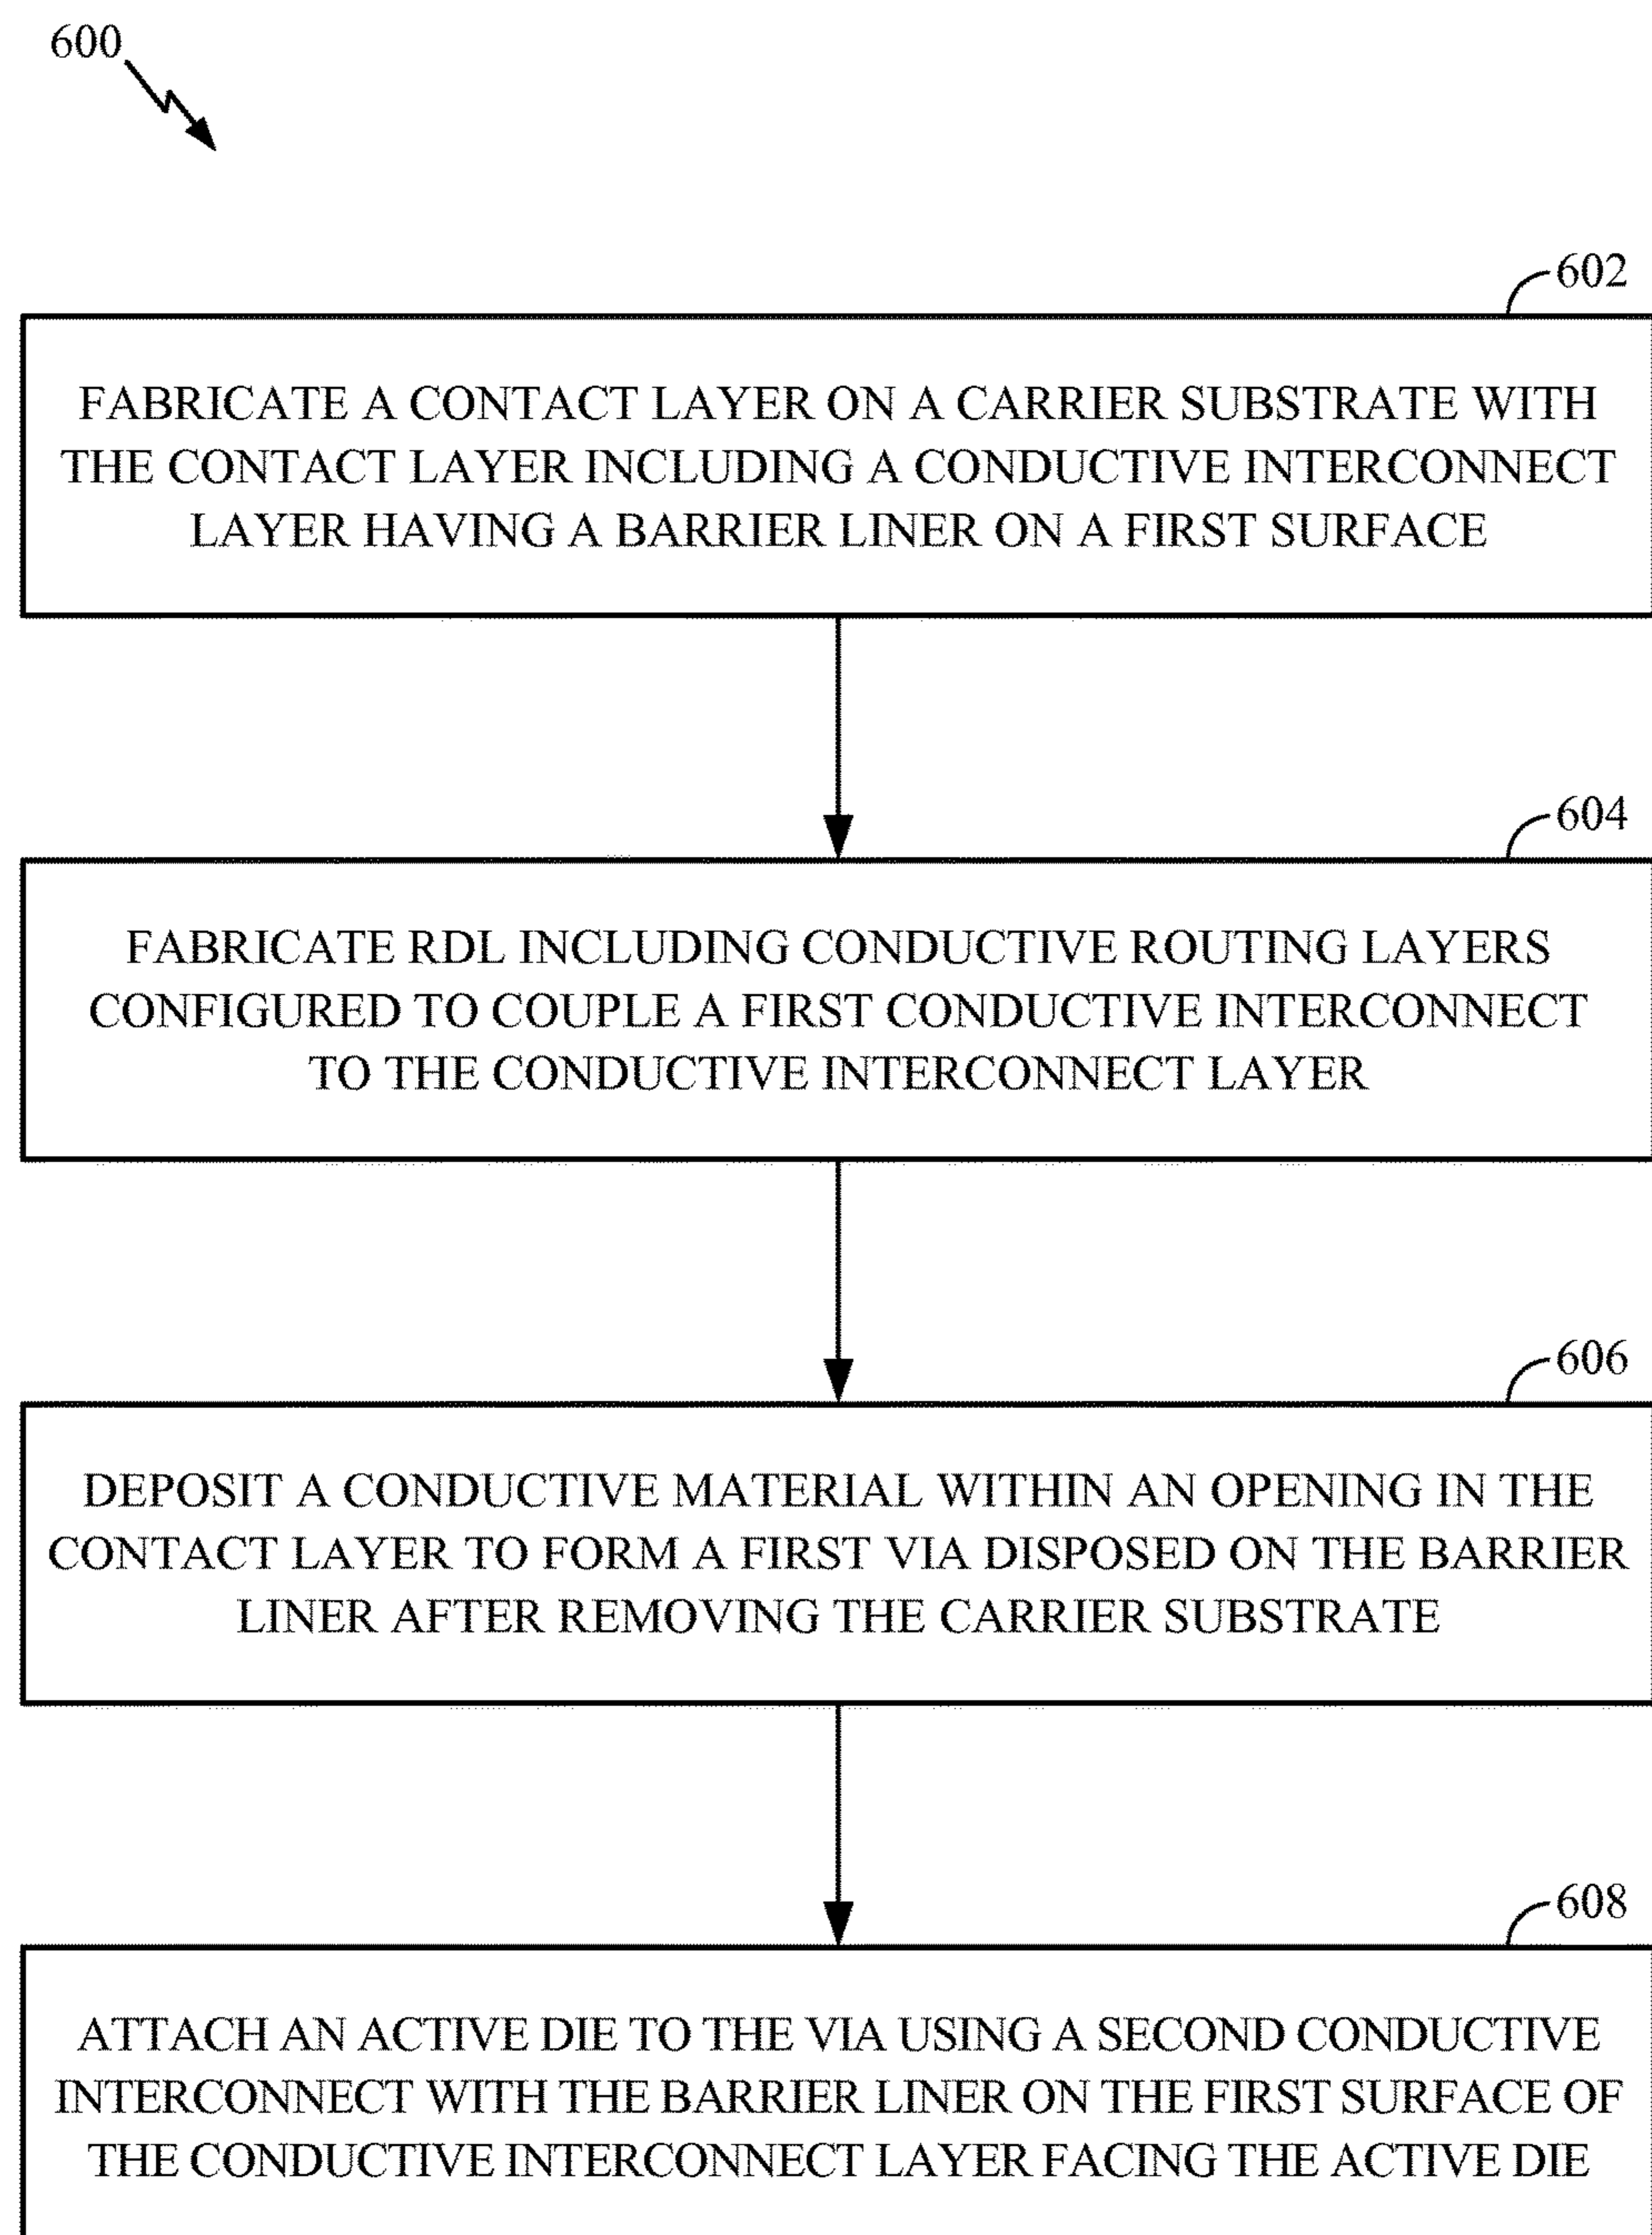 600
602
FABRICATE A CONTACT LAYER ON A CARRIER SUBSTRATE WITH
THE CONTACT LAYER INCLUDING A CONDUCTIVE INTERCONNECT
LAYER HAVING A BARRIER LINER ON A FIRST SURFACE
604
FABRICATE RDL INCLUDING CONDUCTIVE ROUTING LAYERS
CONFIGURED TO COUPLE A FIRST CONDUCTIVE INTERCONNECT
TO THE CONDUCTIVE INTERCONNECT LAYER
606
DEPOSIT A CONDUCTIVE MATERIAL WITHIN AN OPENING IN THE
CONTACT LAYER TO FORM A FIRST VIA DISPOSED ON THE BARRIER
LINER AFTER REMOVING THE CARRIER SUBSTRATE
608
ATTACH AN ACTIVE DIE TO THE VIA USING A SECOND CONDUCTIVE
INTERCONNECT WITH THE BARRIER LINER ON THE FIRST SURFACE OF
THE CONDUCTIVE INTERCONNECT LAYER FACING THE ACTIVE DIE